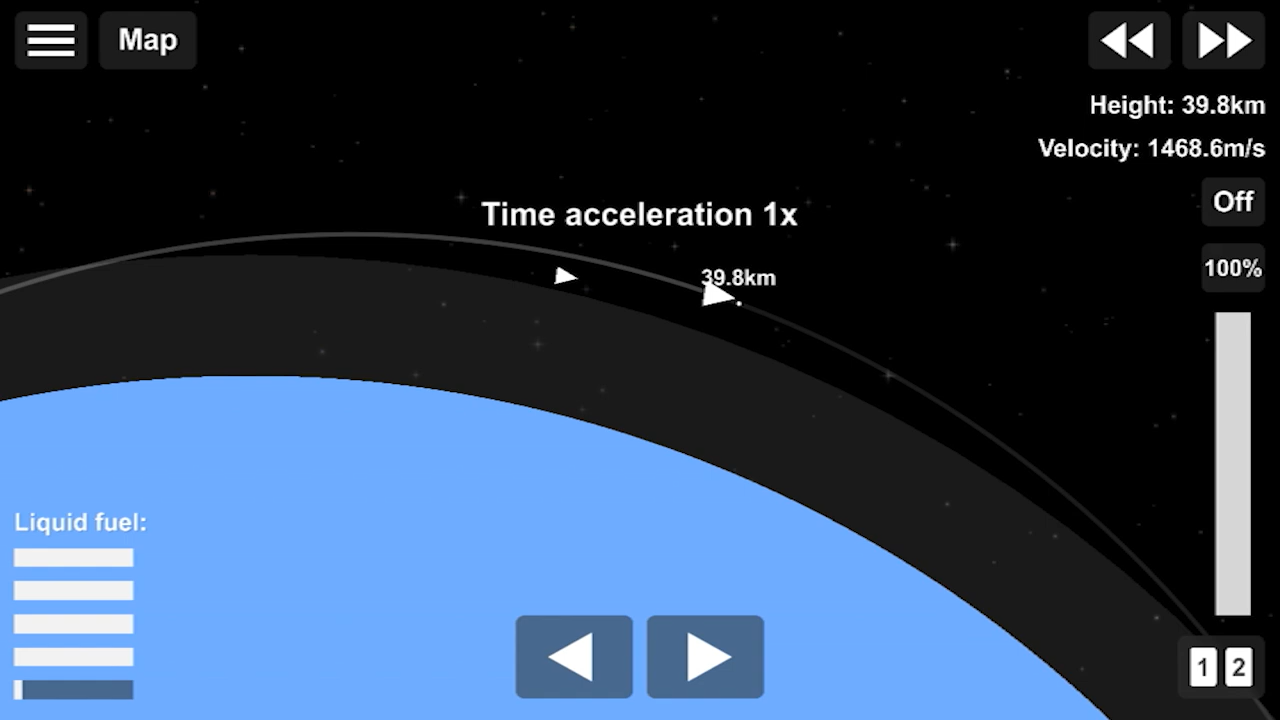 Map
Height: 39.8km
Velocity: 1468.6m/s
Off
Time acceleration 1x
100%
39.8km
Liquid fuel:
1 2